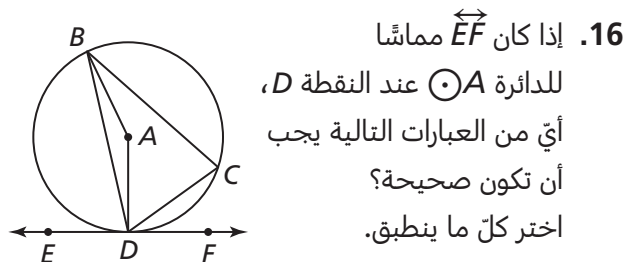 16. إذا كان EF مماسًّا
للدائرة A⊙ عند النقطة D،
أيّ من العبارات التالية يجب
أن تكون صحيحة؟
اختر كلّ ما ينطبق.
B
A
C
E D F